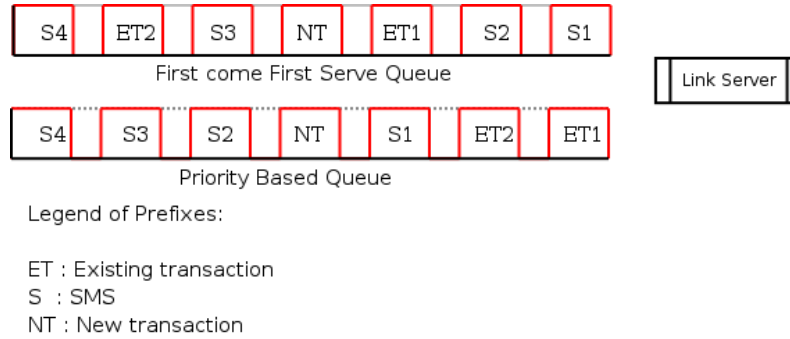 S4 ET2 S3 NT ET1 S2 S1
First come First Serve Queue
Link Server
S4 S3 S2 NT S1 ET2 ET1
Priority Based Queue
Legend of Prefixes:
ET : Existing transaction
S : SMS
NT : New transaction